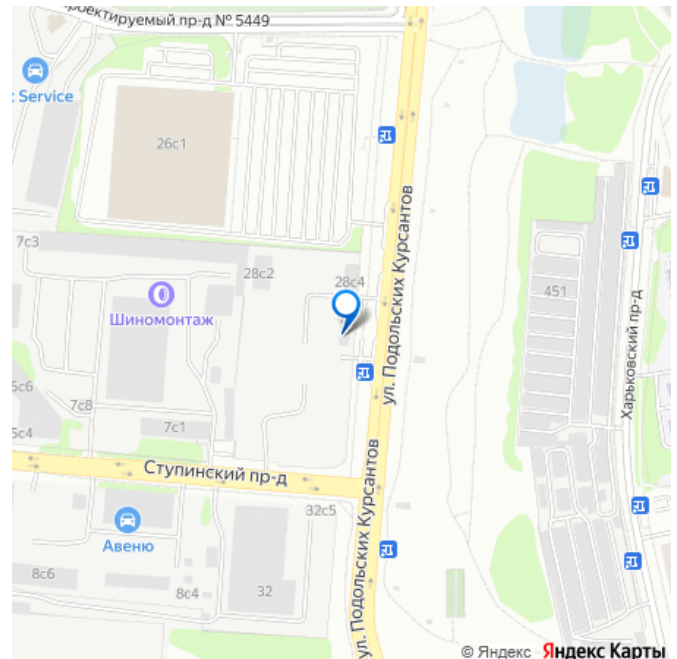 роектируемый пр-д № 5449
Service
26с1
7с3
28с2
28с4
Шиномонтаж
ул. Подольских Курсантов
451
Харьковский пр-д
5с6
7с8
7с1
5с4
Ступинский пр-д
ул. Подольских Курсантов
32с5
Авеню
8с6
8с4
32
© Яндекс Яндекс Карты